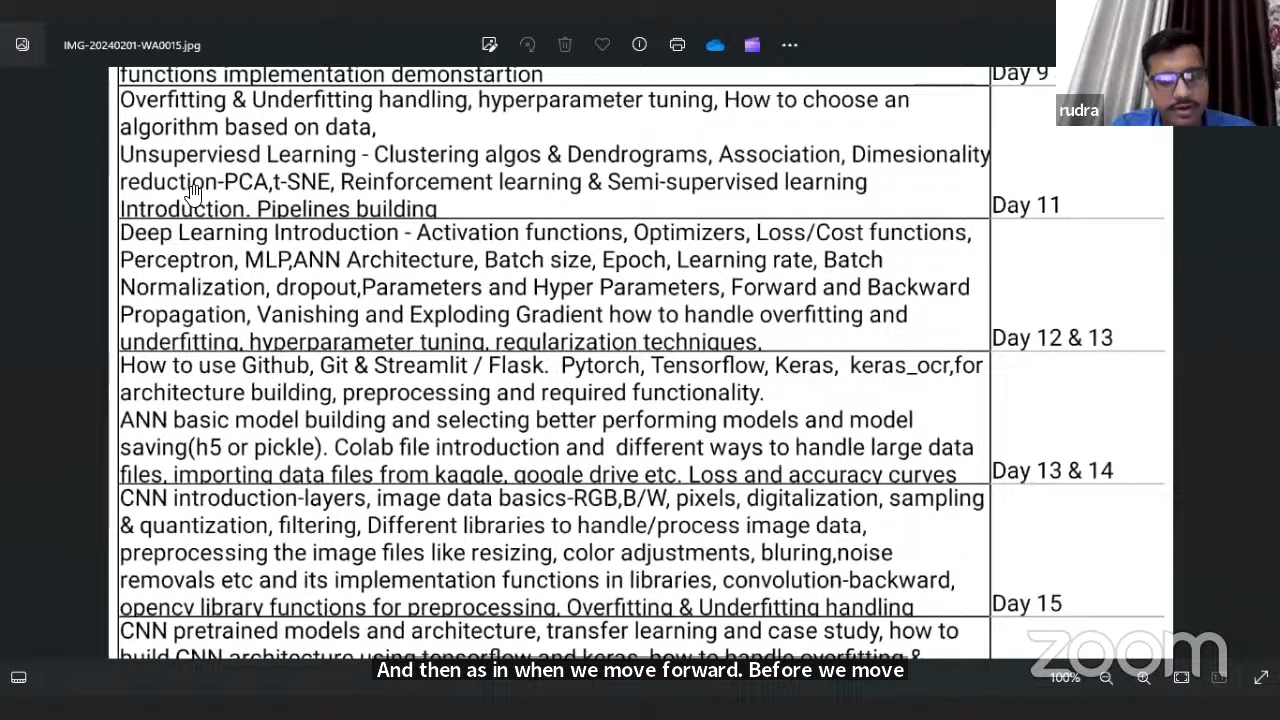 IMG-20240201-WA0015.jpg
functions implementation demonstartion
Day 9
rudra
Overfitting & Underfitting handling, hyperparameter tuning, How to choose an
algorithm based on data,
Unsuperviesd Learning - Clustering algos & Dendrograms, Association, Dimesionality
reduction-PCA,t-SNE, Reinforcement learning & Semi-supervised learning
Introduction. Pipelines building
Day 11
Deep Learning Introduction - Activation functions, Optimizers, Loss/Cost functions,
Perceptron, MLP,ANN Architecture, Batch size, Epoch, Learning rate, Batch
Normalization, dropout,Parameters and Hyper Parameters, Forward and Backward
Propagation, Vanishing and Exploding Gradient how to handle overfitting and
underfitting, hyperparameter tuning, regularization techniques,
Day 12 & 13
How to use Github, Git & Streamlit / Flask. Pytorch, Tensorflow, Keras, keras_ocr,for
architecture building, preprocessing and required functionality.
ANN basic model building and selecting better performing models and model
saving(h5 or pickle). Colab file introduction and different ways to handle large data
files, importing data files from kaggle, google drive etc. Loss and accuracy curves
Day 13 & 14
CNN introduction-layers, image data basics-RGB,B/W, pixels, digitalization, sampling
& quantization, filtering, Different libraries to handle/process image data,
preprocessing the image files like resizing, color adjustments, bluring,noise
removals etc and its implementation functions in libraries, convolution-backward,
opencv library functions for preprocessing, Overfitting & Underfitting handling
Day 15
CNN pretrained models and architecture, transfer learning and case study, how to
build CNN architecture using tensorflow and keras, how to handle overfitting &
And then as in when we move forward. Before we move
zoom
100%